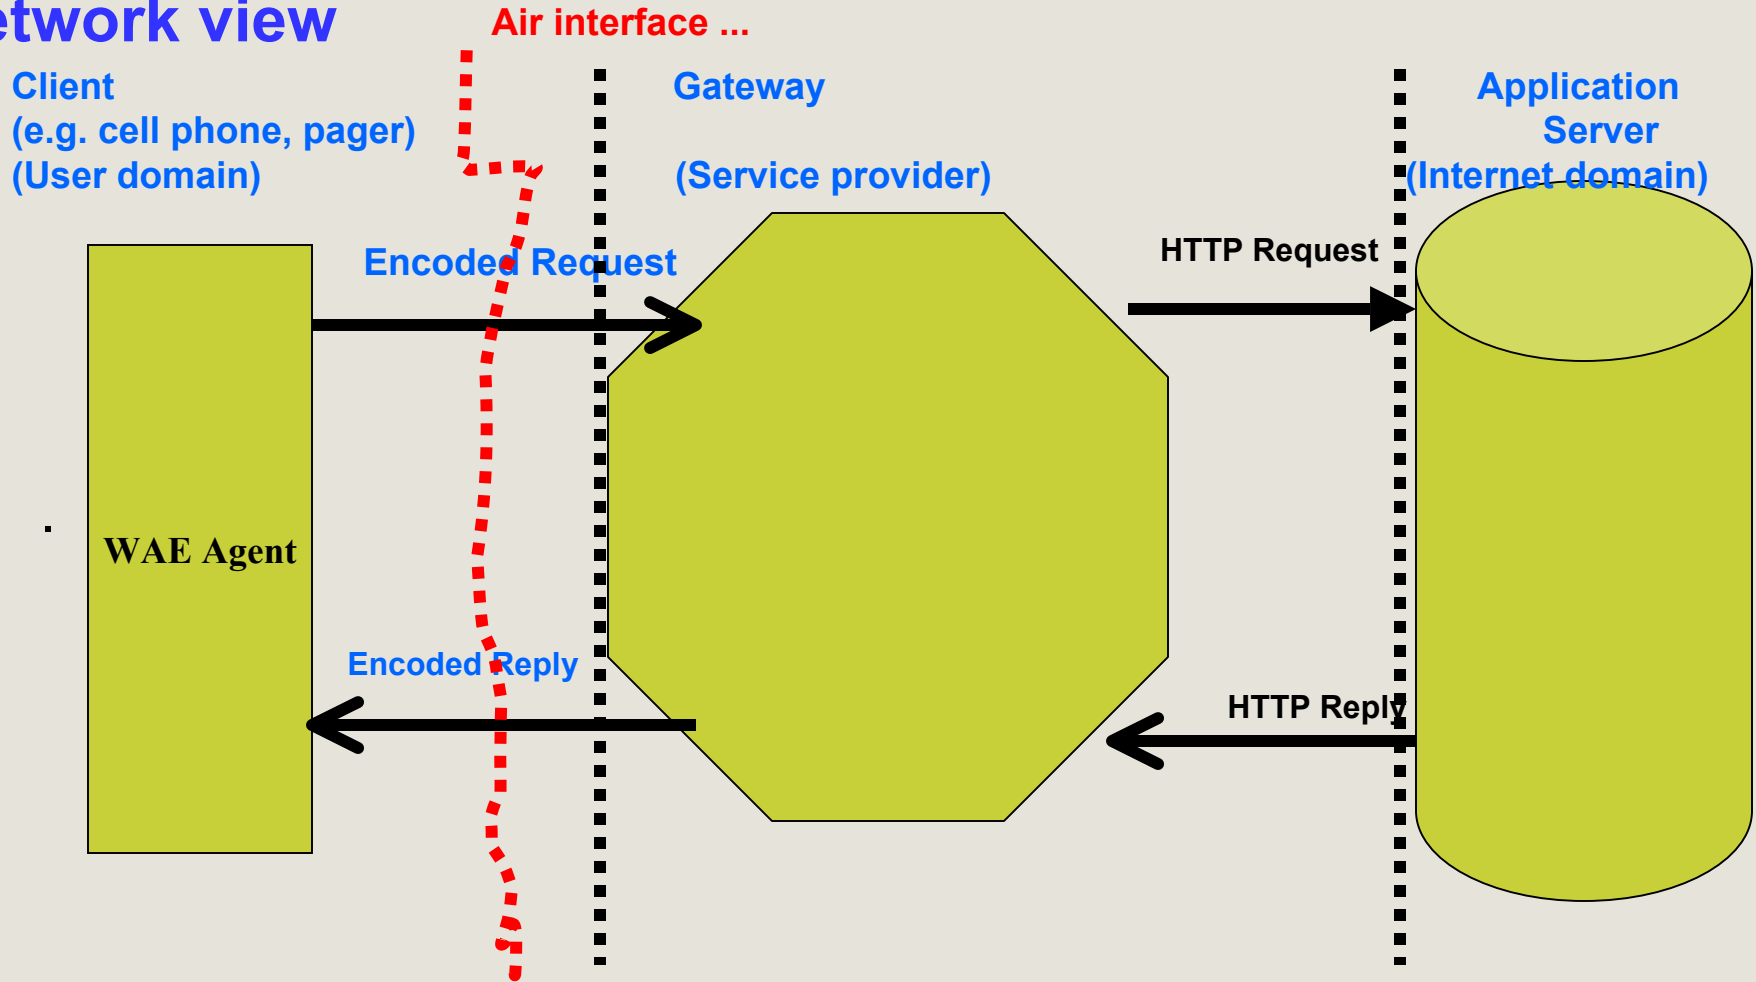 etwork view
Air interface ...
Client
(e.g. cell phone, pager)
(User domain)
Gateway
(Service provider)
Application
Server
(Internet domain)
Encoded Request
HTTP Request
WAE Agent
Encoded Reply
HTTP Reply